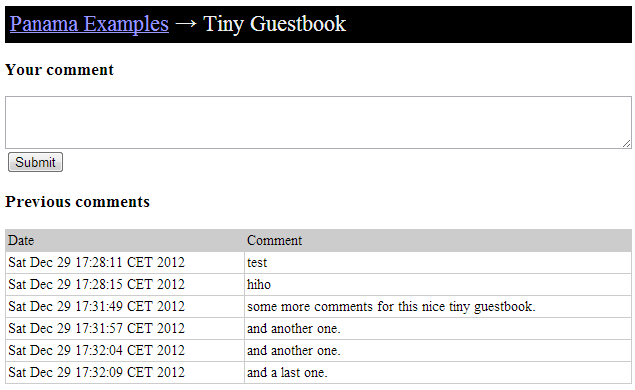 Panama Examples → Tiny Guestbook
Your comment
Submit
Previous comments
Date Comment
Sat Dec 29 17:28:11 CET 2012 test
Sat Dec 29 17:28:15 CET 2012 hiho
Sat Dec 29 17:31:49 CET 2012 some more comments for this nice tiny guestbook.
Sat Dec 29 17:31:57 CET 2012 and another one.
Sat Dec 29 17:32:04 CET 2012 and another one.
Sat Dec 29 17:32:09 CET 2012 and a last one.